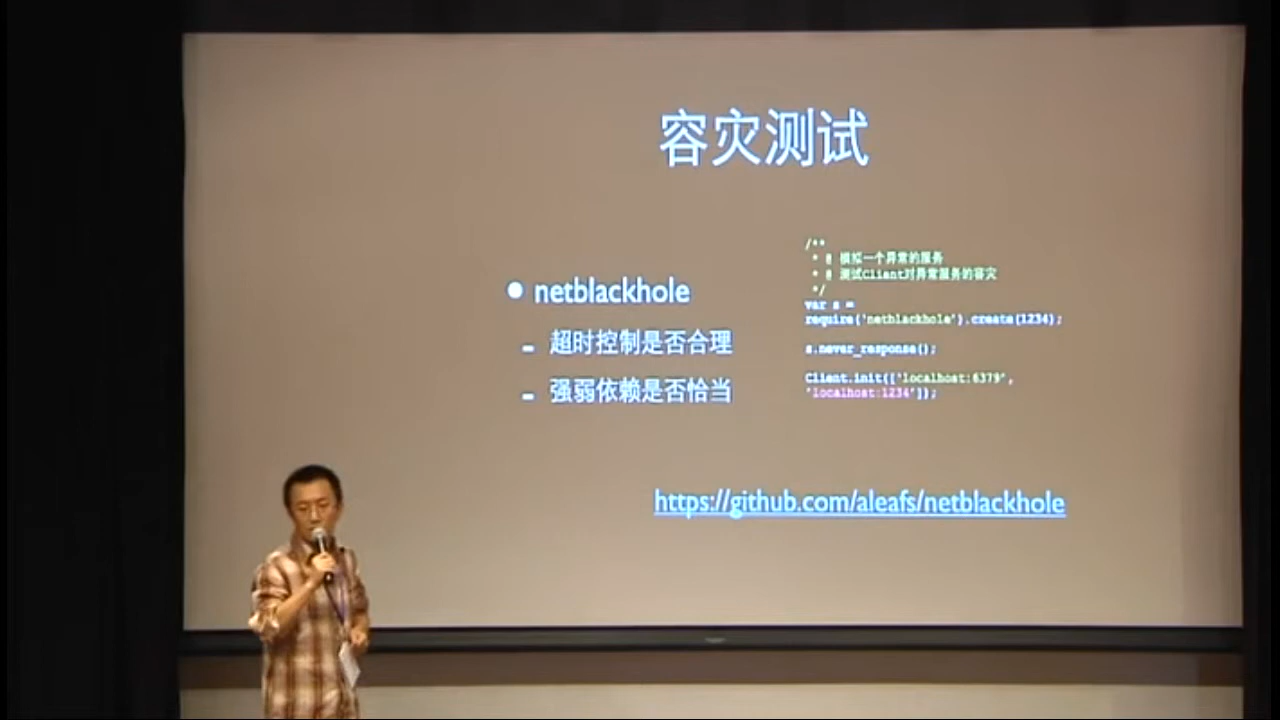 容灾测试
netblackhole
- 超时控制是否合理
- 强弱依赖是否恰当
/**
* @ 模拟一个异常的服务
* @ 测试Client对异常服务的容灾
*/
var s =
require('netblackhole').create(1234);
s.never_response();
Client.init(['localhost:6379',
'localhost:1234']);
https://github.com/aleafs/netblackhole